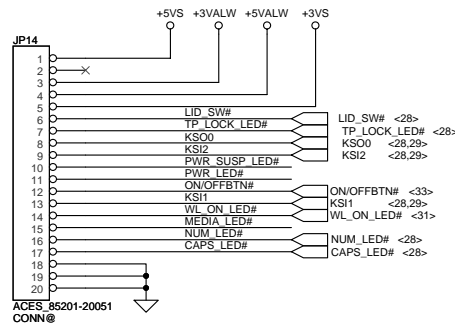 +5VS +3VALW +5VALW +3VS
JP14
1
2
3
4
5
6 LID_SW# LID_SW# <28>
7 TP_LOCK_LED# TP_LOCK_LED# <28>
8 KSO0 KSO0 <28,29>
9 KSI2 KSI2 <28,29>
10 PWR_SUSP_LED#
11 PWR_LED#
12 ON/OFFBTN# ON/OFFBTN# <33>
13 KSI1 KSI1 <28,29>
14 WL_ON_LED# WL_ON_LED# <31>
15 MEDIA_LED#
16 NUM_LED# NUM_LED# <28>
17 CAPS_LED# CAPS_LED# <28>
18
19
20
ACES_85201-20051
CONN@